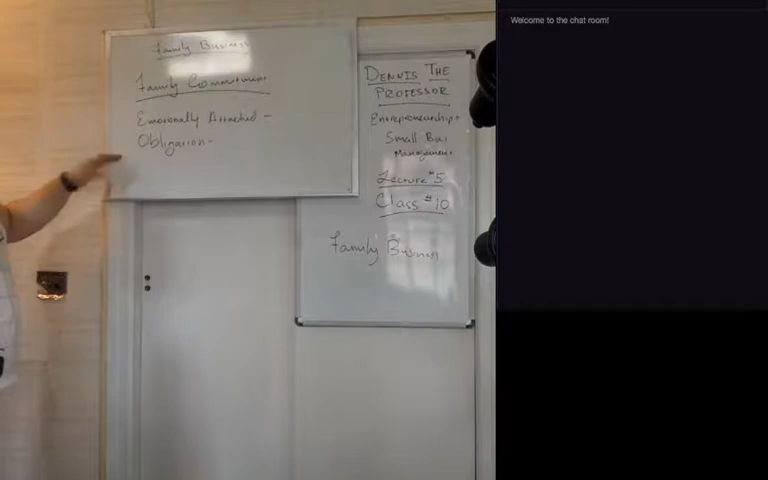 Family Business
Family Commitment
Emotionally Attached -
Obligation -
DENNIS THE
PROFESSOR
Entrepreneurship +
Small Bus
Management
Lecture #5
Class #10
Family Business
Welcome to the chat room!